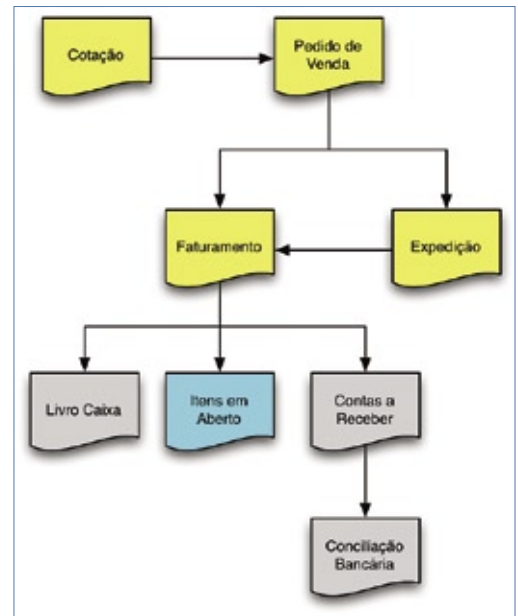 Cotação
Pedido de
Venda
Faturamento
Expedição
Livro Caixa
Itens em
Aberto
Contas a
Receber
Conciliação
Bancária